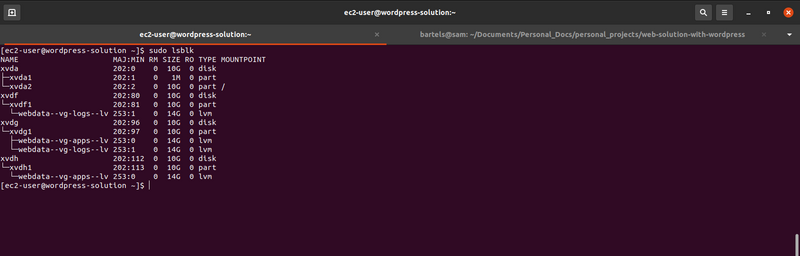 ec2-user@wordpress-solution:~
ec2-user@wordpress-solution:~
bartels@sam: ~/Documents/Personal_Docs/personal_projects/web-solution-with-wordpress
[ec2-user@wordpress-solution ~]$ sudo lsblk
NAME                      MAJ:MIN RM SIZE RO TYPE MOUNTPOINT
xvda                      202:0    0  10G  0 disk
├─xvda1                   202:1    0   1M  0 part
└─xvda2                   202:2    0  10G  0 part /
xvdf                      202:80   0  10G  0 disk
└─xvdf1                   202:81   0  10G  0 part
  └─webdata--vg-logs--lv 253:1    0  14G  0 lvm
xvdg                      202:96   0  10G  0 disk
└─xvdg1                   202:97   0  10G  0 part
  ├─webdata--vg-apps--lv 253:0    0  14G  0 lvm
  └─webdata--vg-logs--lv 253:1    0  14G  0 lvm
xvdh                      202:112  0  10G  0 disk
└─xvdh1                   202:113  0  10G  0 part
  └─webdata--vg-apps--lv 253:0    0  14G  0 lvm
[ec2-user@wordpress-solution ~]$